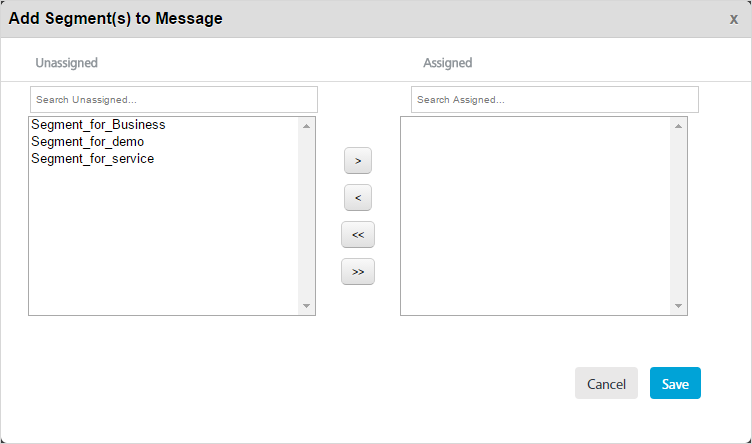 Add Segment(s) to Message
x
Unassigned
Assigned
Search Unassigned...
Search Assigned...
Segment_for_Business
Segment_for_demo
Segment_for_service
>
<
<<
>>
Cancel
Save